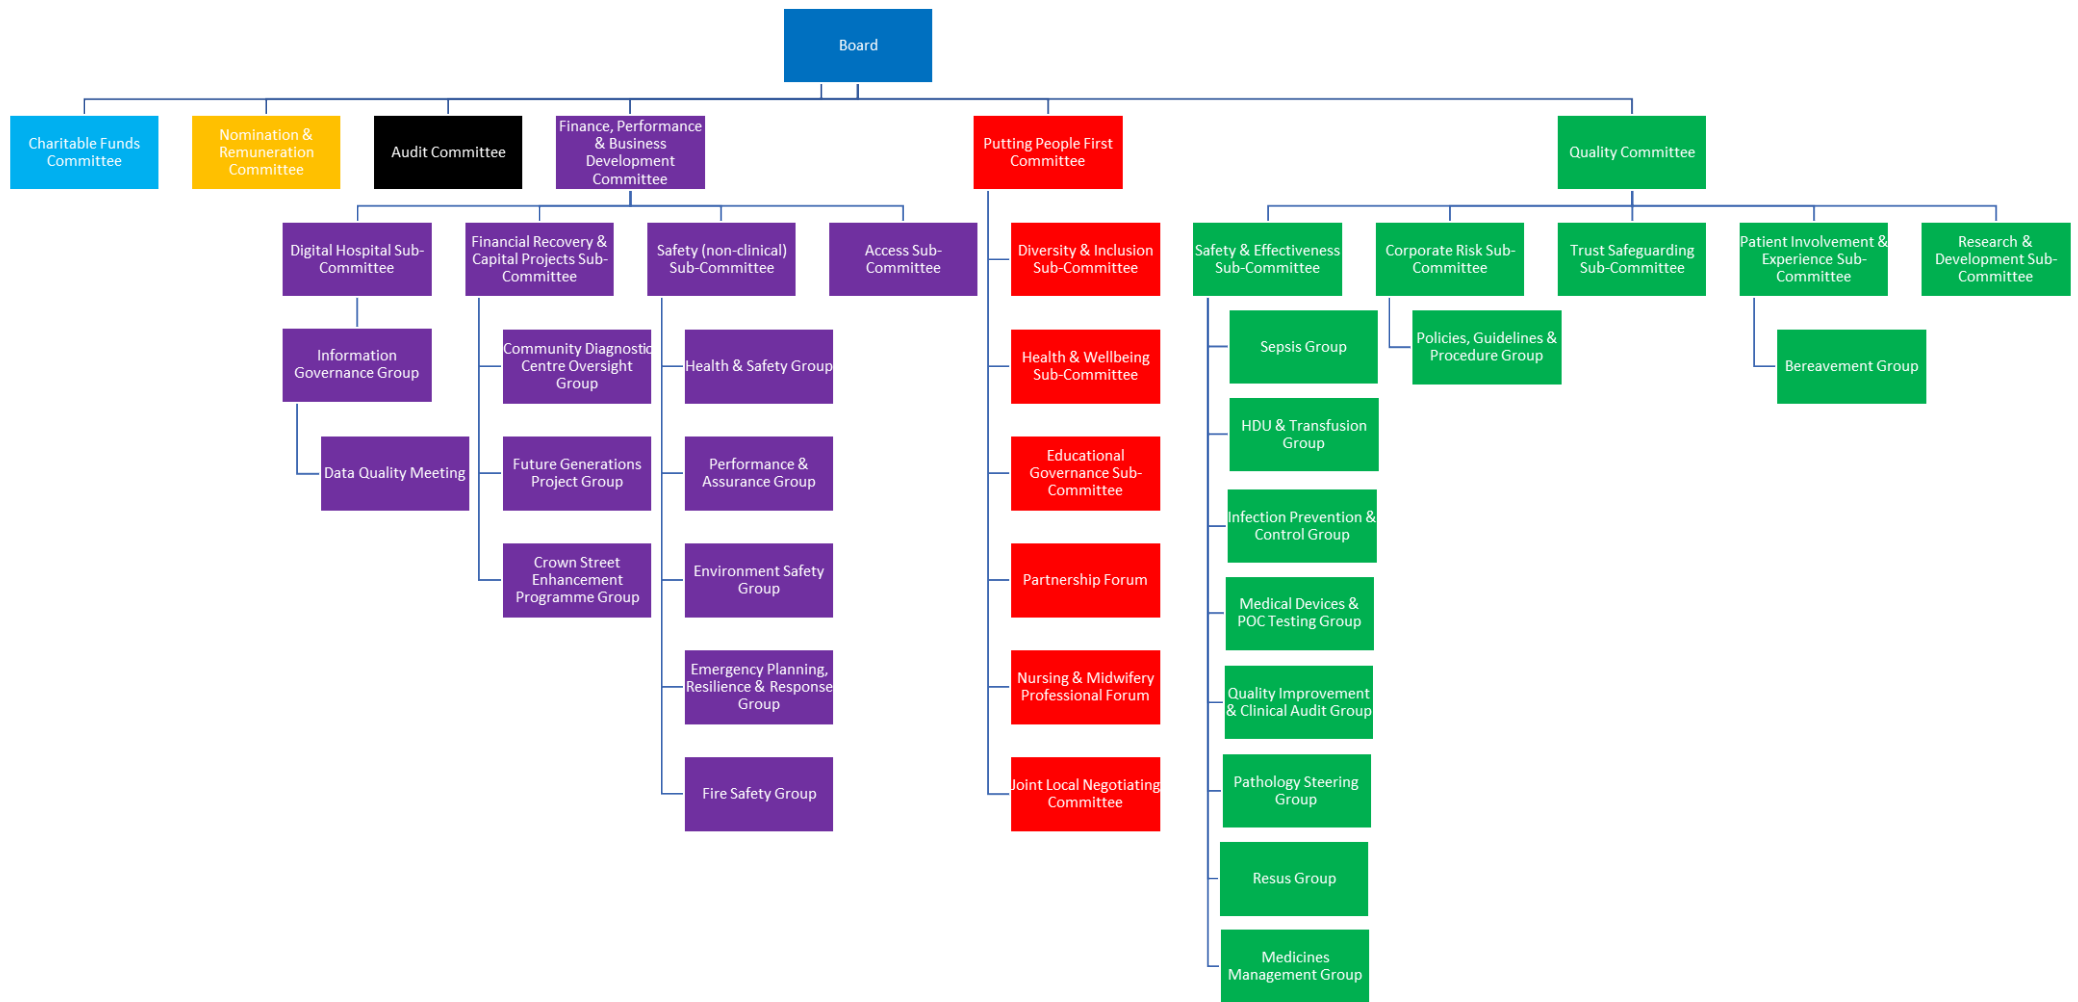 Board
Charitable Funds
Committee
Nomination &
Remuneration
Committee
Audit Committee
Finance, Performance
& Business
Development
Committee
Putting People First
Committee
Quality Committee
Digital Hospital Sub-
Committee
Financial Recovery &
Capital Projects Sub-
Committee
Safety (non-clinical)
Sub-Committee
Access Sub-
Committee
Diversity & Inclusion
Sub-Committee
Safety & Effectiveness
Sub-Committee
Corporate Risk Sub-
Committee
Trust Safeguarding
Sub-Committee
Patient Involvement &
Experience Sub-
Committee
Research &
Development Sub-
Committee
Information
Governance Group
Community Diagnostic
Centre Oversight
Group
Health & Safety Group
Health & Wellbeing
Sub-Committee
Sepsis Group
Policies, Guidelines &
Procedure Group
Bereavement Group
Data Quality Meeting
Future Generations
Project Group
Performance &
Assurance Group
Educational
Governance Sub-
Committee
HDU & Transfusion
Group
Infection Prevention &
Control Group
Crown Street
Enhancement
Programme Group
Environment Safety
Group
Partnership Forum
Medical Devices &
POC Testing Group
Emergency Planning,
Resilience & Response
Group
Nursing & Midwifery
Professional Forum
Quality Improvement
& Clinical Audit Group
Fire Safety Group
Joint Local Negotiating
Committee
Pathology Steering
Group
Resus Group
Medicines
Management Group